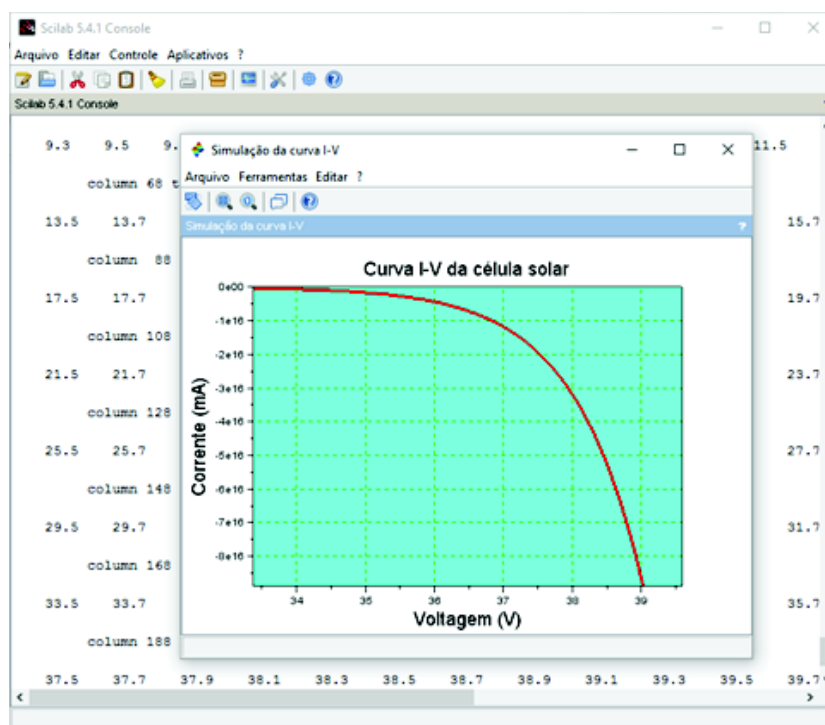 Scilab 5.4.1 Console
Arquivo Editar Controle Aplicativos ?
Scilab 5.4.1 Console
9.3 9.5 9. 11.5
column 68 t
13.5 13.7 15.7
column 88
17.5 17.7 19.7
column 108
21.5 21.7 23.7
column 128
25.5 25.7 27.7
column 148
29.5 29.7 31.7
column 168
33.5 33.7 35.7
column 188
37.5 37.7 37.9 38.1 38.3 38.5 38.7 38.9 39.1 39.3 39.5 39.7
Simulação da curva I-V
Arquivo Ferramentas Editar ?
Simulação da curva I-V ?
Curva I-V da célula solar
0e00
-1e16
-2e16
-3e16
-4e16
-5e16
-6e16
-7e16
-8e16
Corrente (mA)
34 35 36 37 38 39
Voltagem (V)